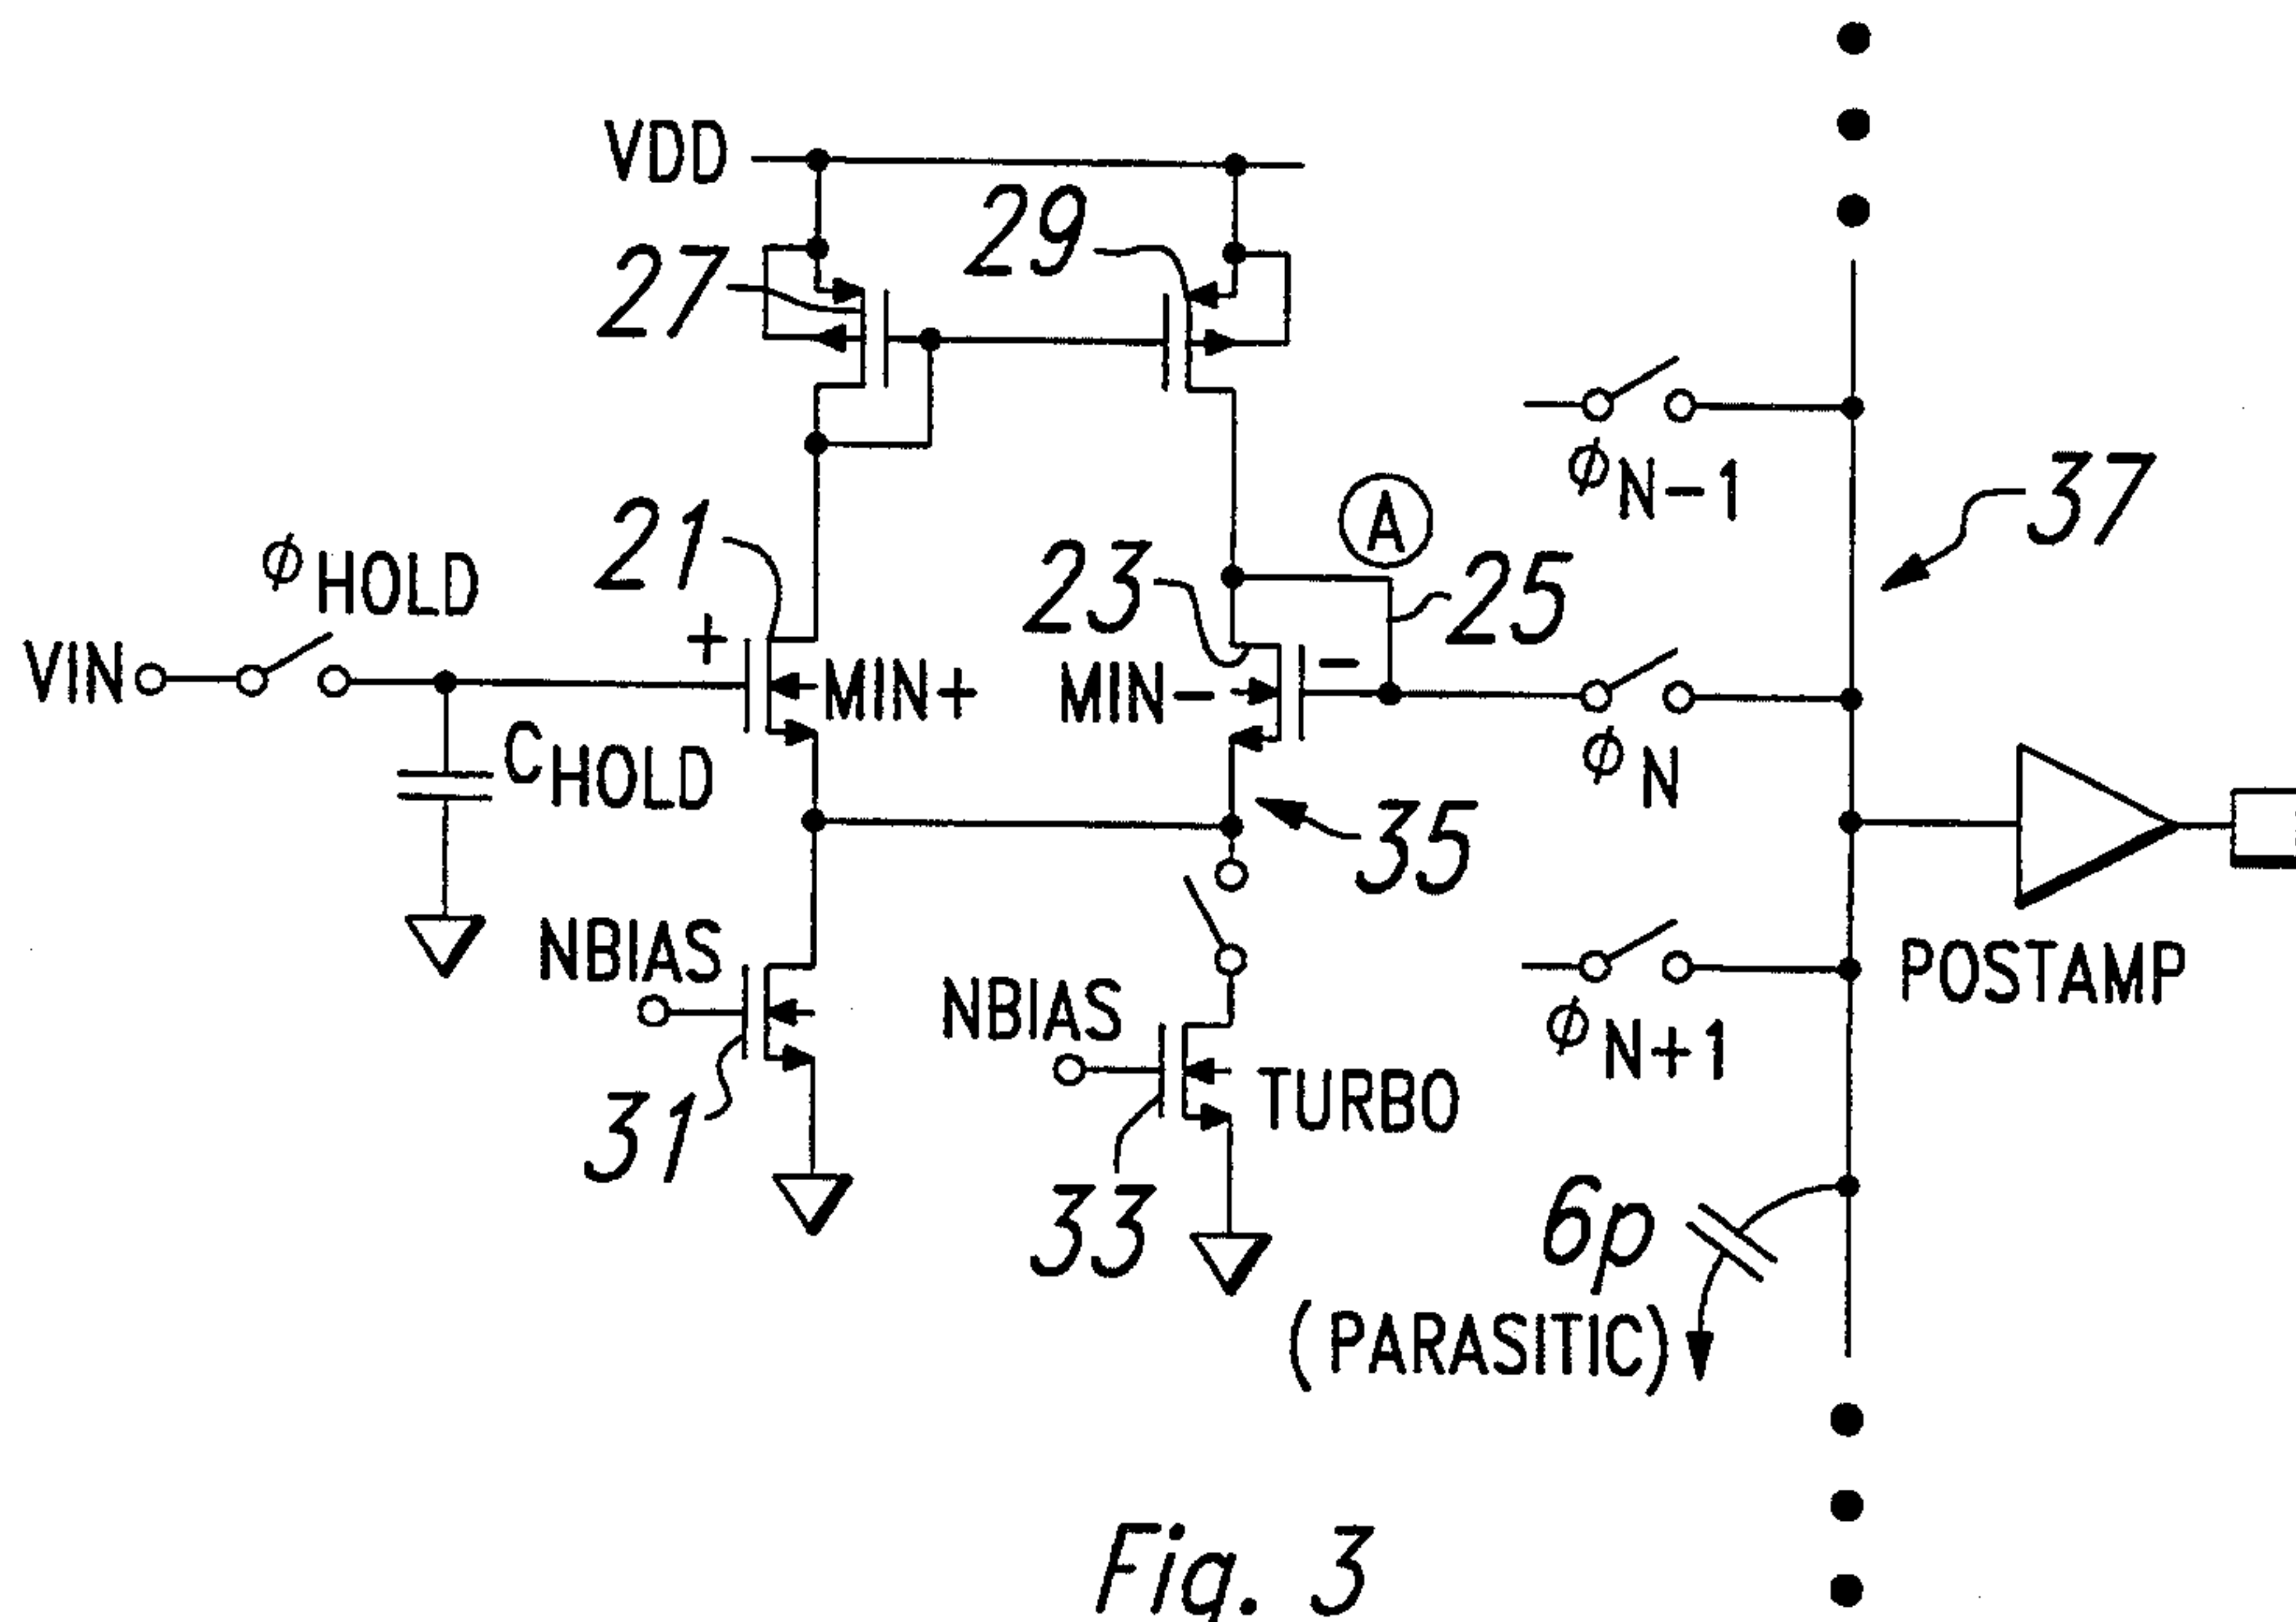 VDD
27
29
37
φN-1
A
21
φHOLD
23
25
+
-
VIN
MIN+
MIN-
φN
CHOLD
35
NBIAS
NBIAS
POSTAMP
φN+1
31
TURBO
33
6p
(PARASITIC)
Fig. 3